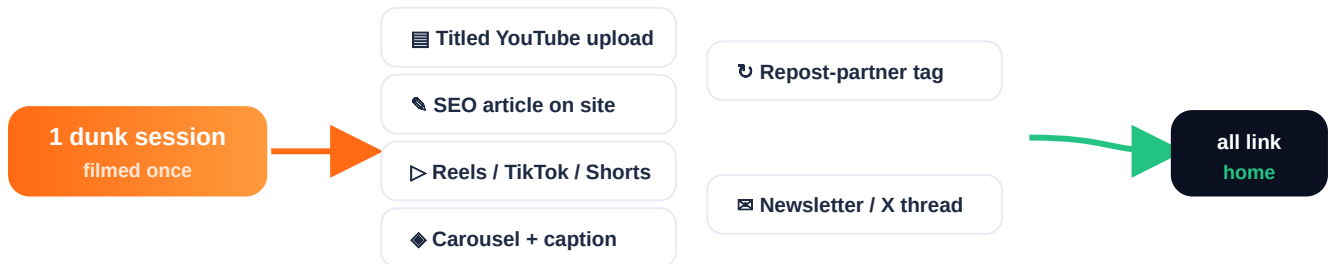 1 dunk session
filmed once
▤ Titled YouTube upload
✎ SEO article on site
▷ Reels / TikTok / Shorts
◈ Carousel + caption
↻ Repost-partner tag
✉ Newsletter / X thread
all link
home